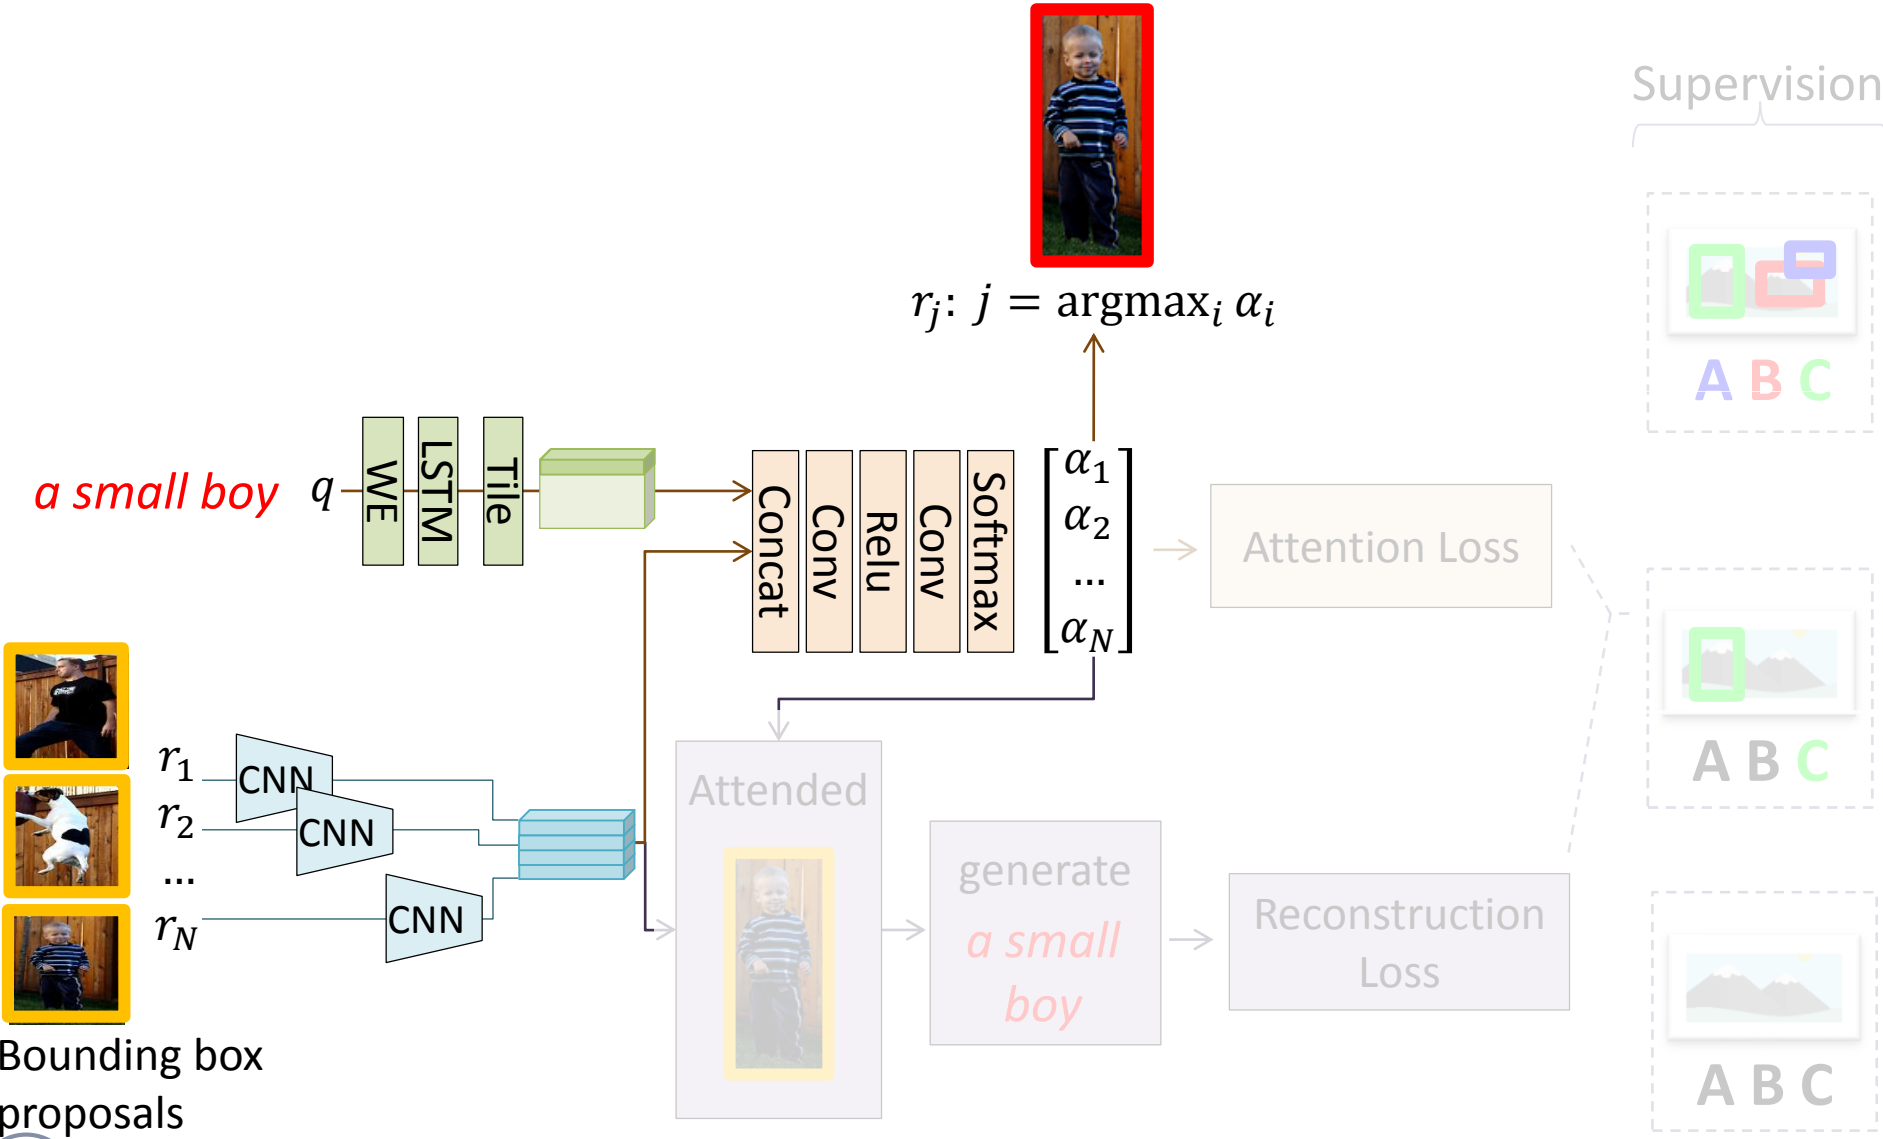 Supervision
r_j: j = argmax_i α_i
A B C
a small boy q
WE
LSTM
Tile
Concat
Conv
Relu
Conv
Softmax
α_1
α_2
...
α_N
Attention Loss
r_1
CNN
r_2
CNN
...
r_N
CNN
Bounding box
proposals
Attended
generate
a small
boy
Reconstruction
Loss
A B C
A B C